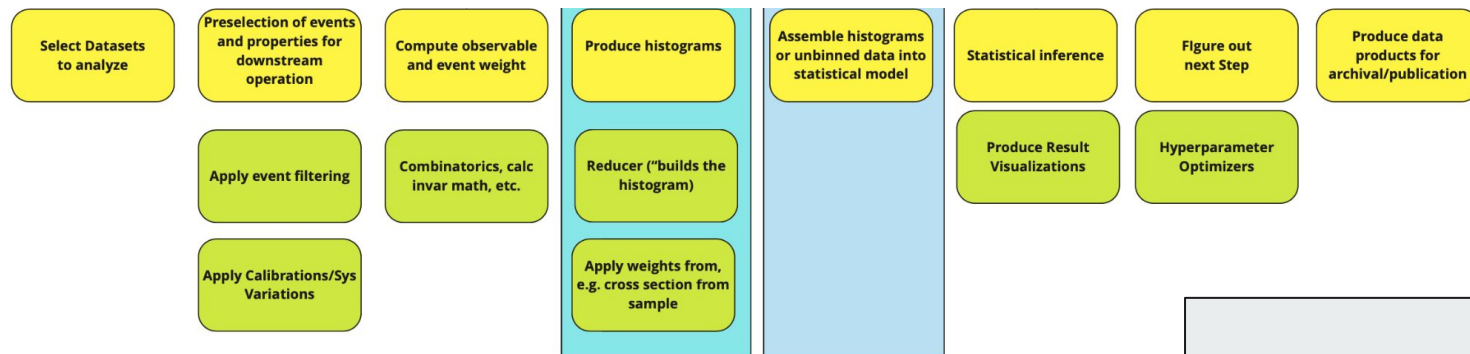 Select Datasets
to analyze
Preselection of events
and properties for
downstream
operation
Compute observable
and event weight
Produce histograms
Assemble histograms
or unbinned data into
statistical model
Statistical inference
FIgure out
next Step
Produce data
products for
archival/publication
Apply event filtering
Combinatorics, calc
invar math, etc.
Reducer (“builds the
histogram)
Produce Result
Visualizations
Hyperparameter
Optimizers
Apply Calibrations/Sys
Variations
Apply weights from,
e.g. cross section from
sample